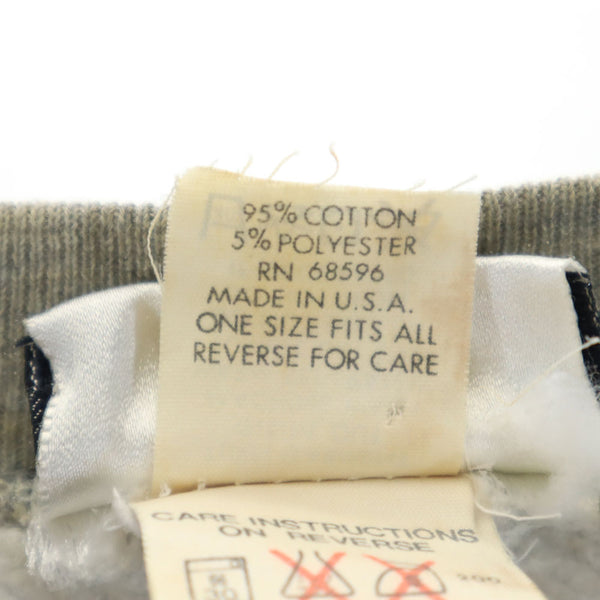 95% COTTON
5% POLYESTER
RN 68596
MADE IN U.S.A.
ONE SIZE FITS ALL
REVERSE FOR CARE
CARE INSTRUCTIONS
ON REVERSE
200